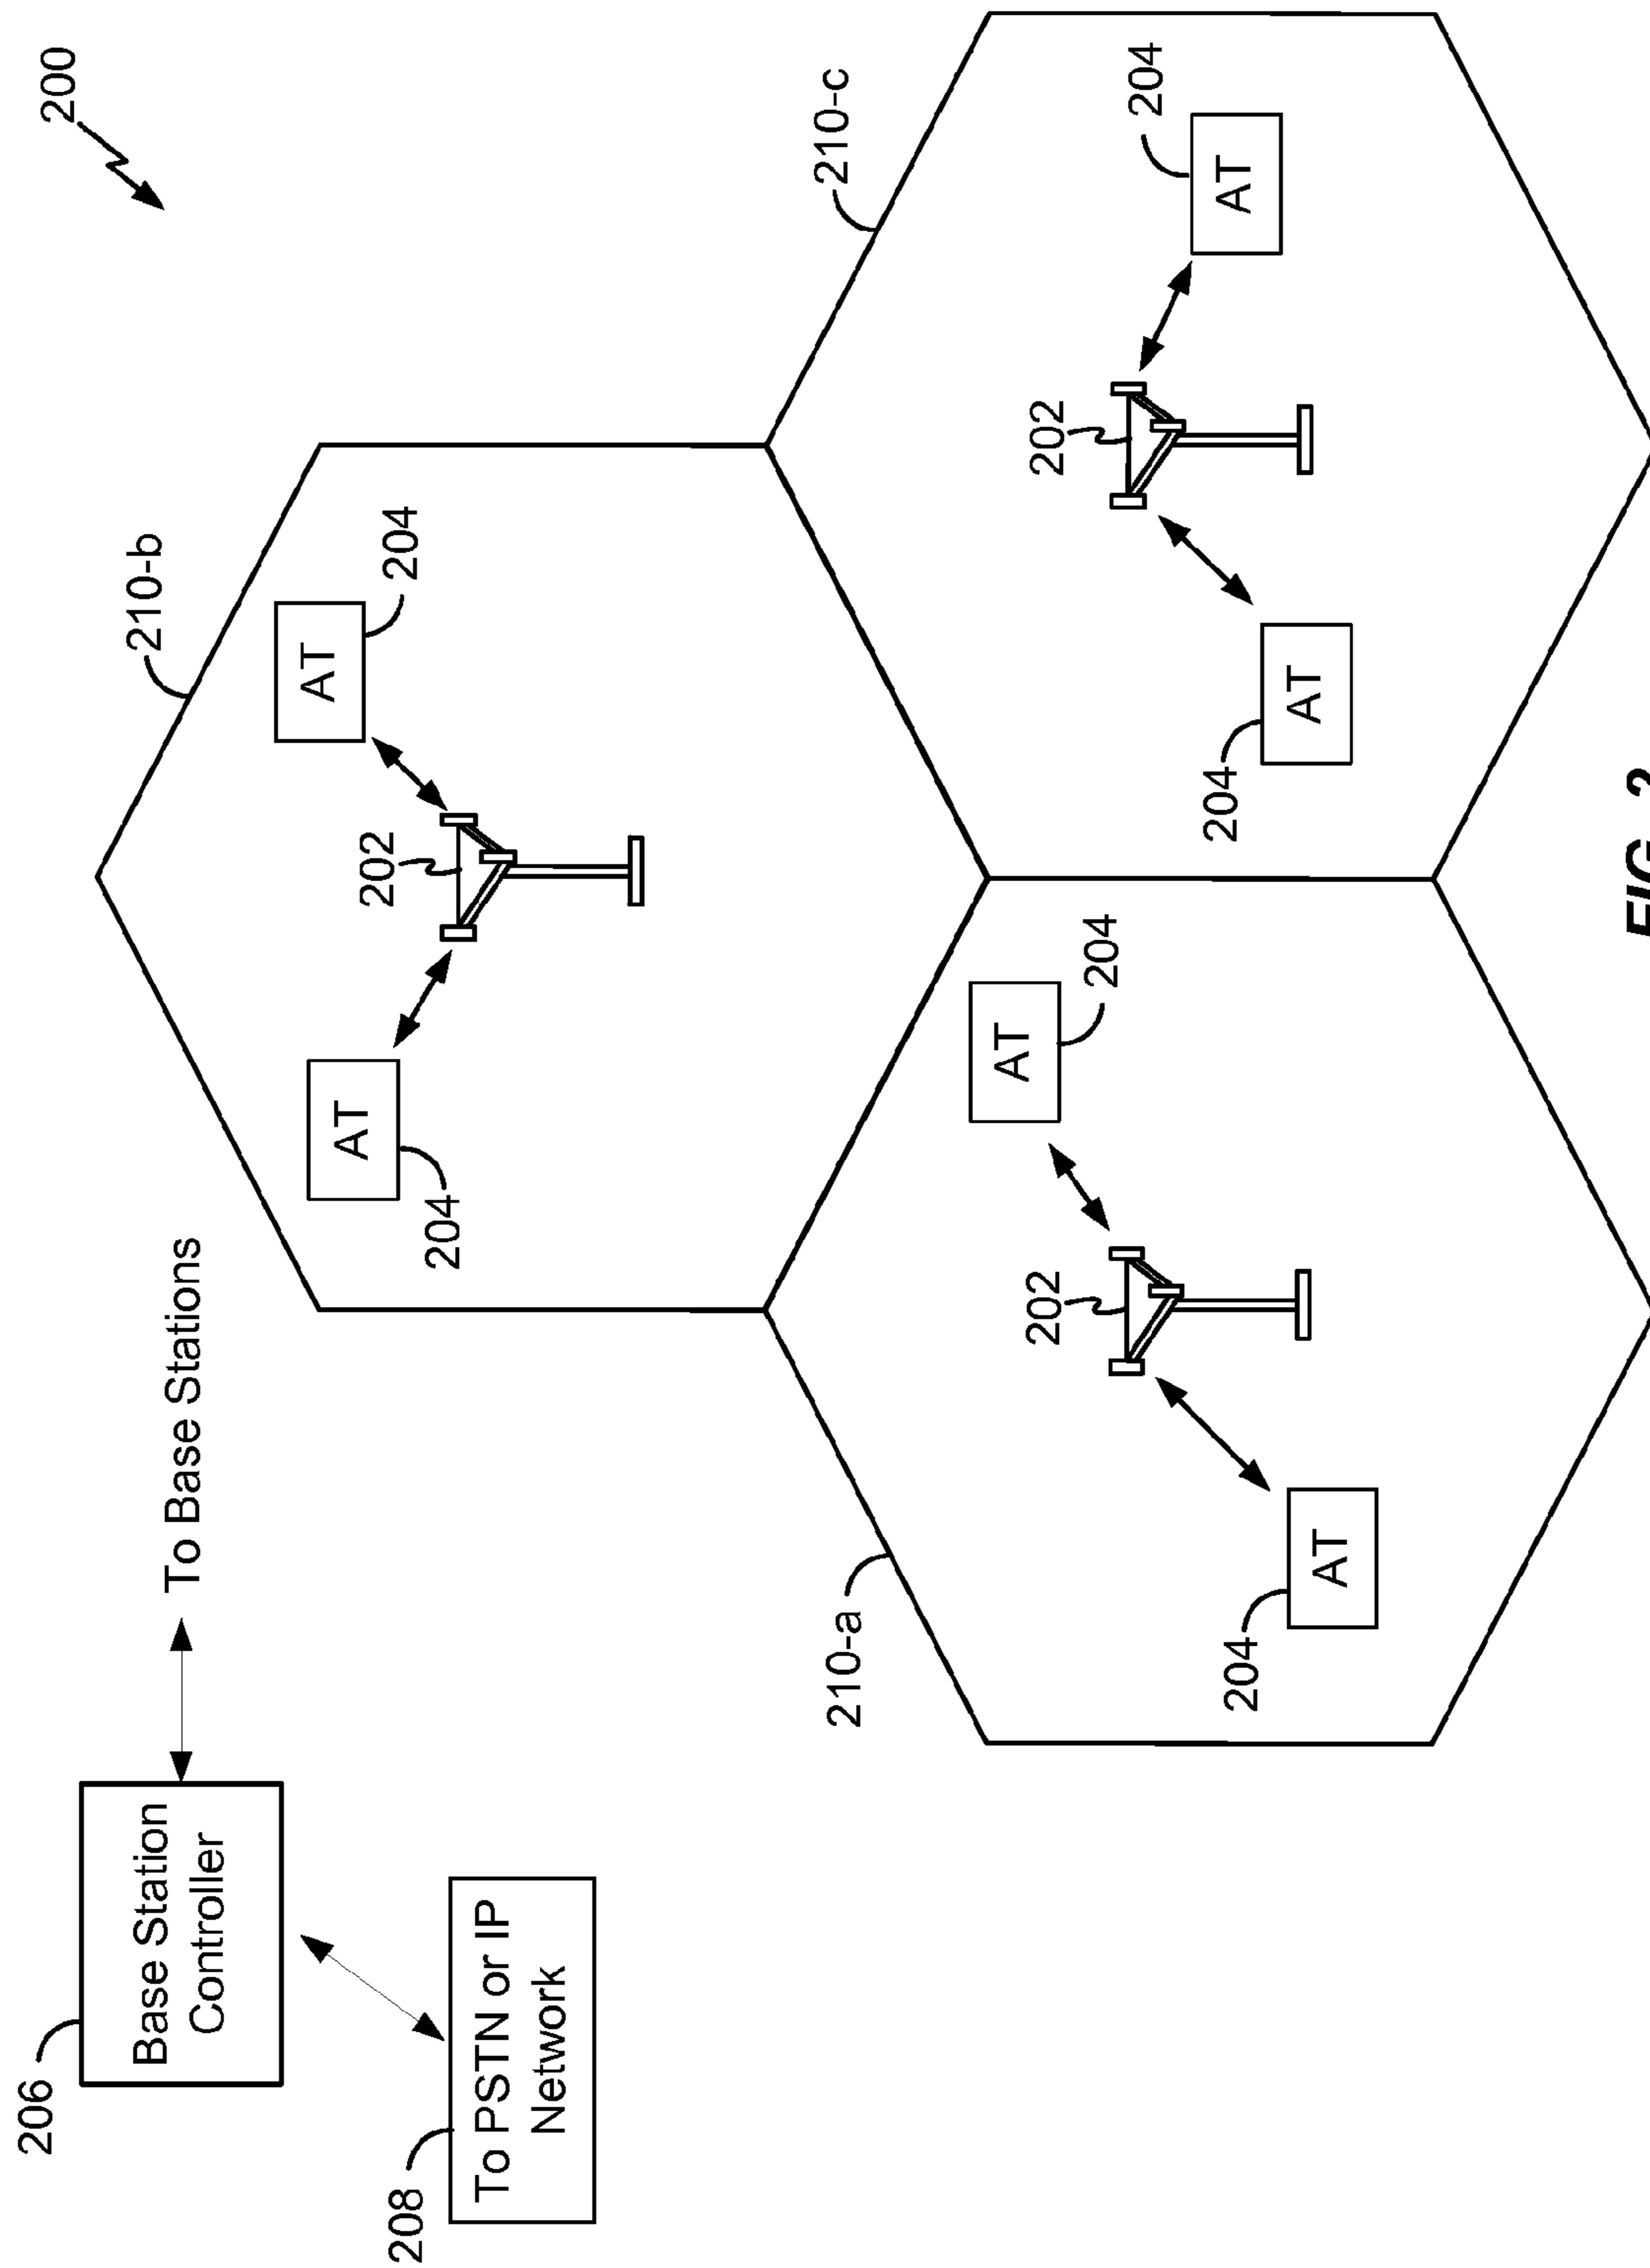 200
206
Base Station
Controller
To Base Stations
208
To PSTN or IP
Network
210-b
AT
204
202
AT
204
210-a
AT
204
202
AT
204
210-c
204
AT
202
204
AT
FIG. 2